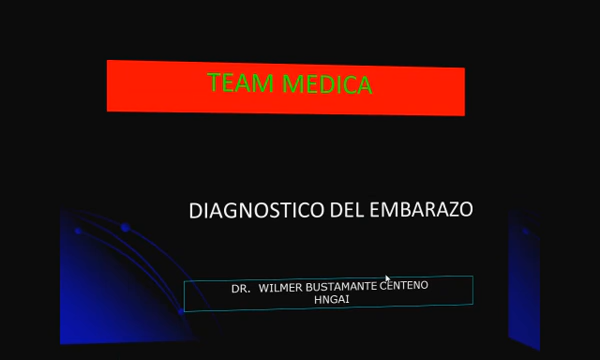 TEAM MEDICA
DIAGNOSTICO DEL EMBARAZO
DR. WILMER BUSTAMANTE CENTENO
HNGAI